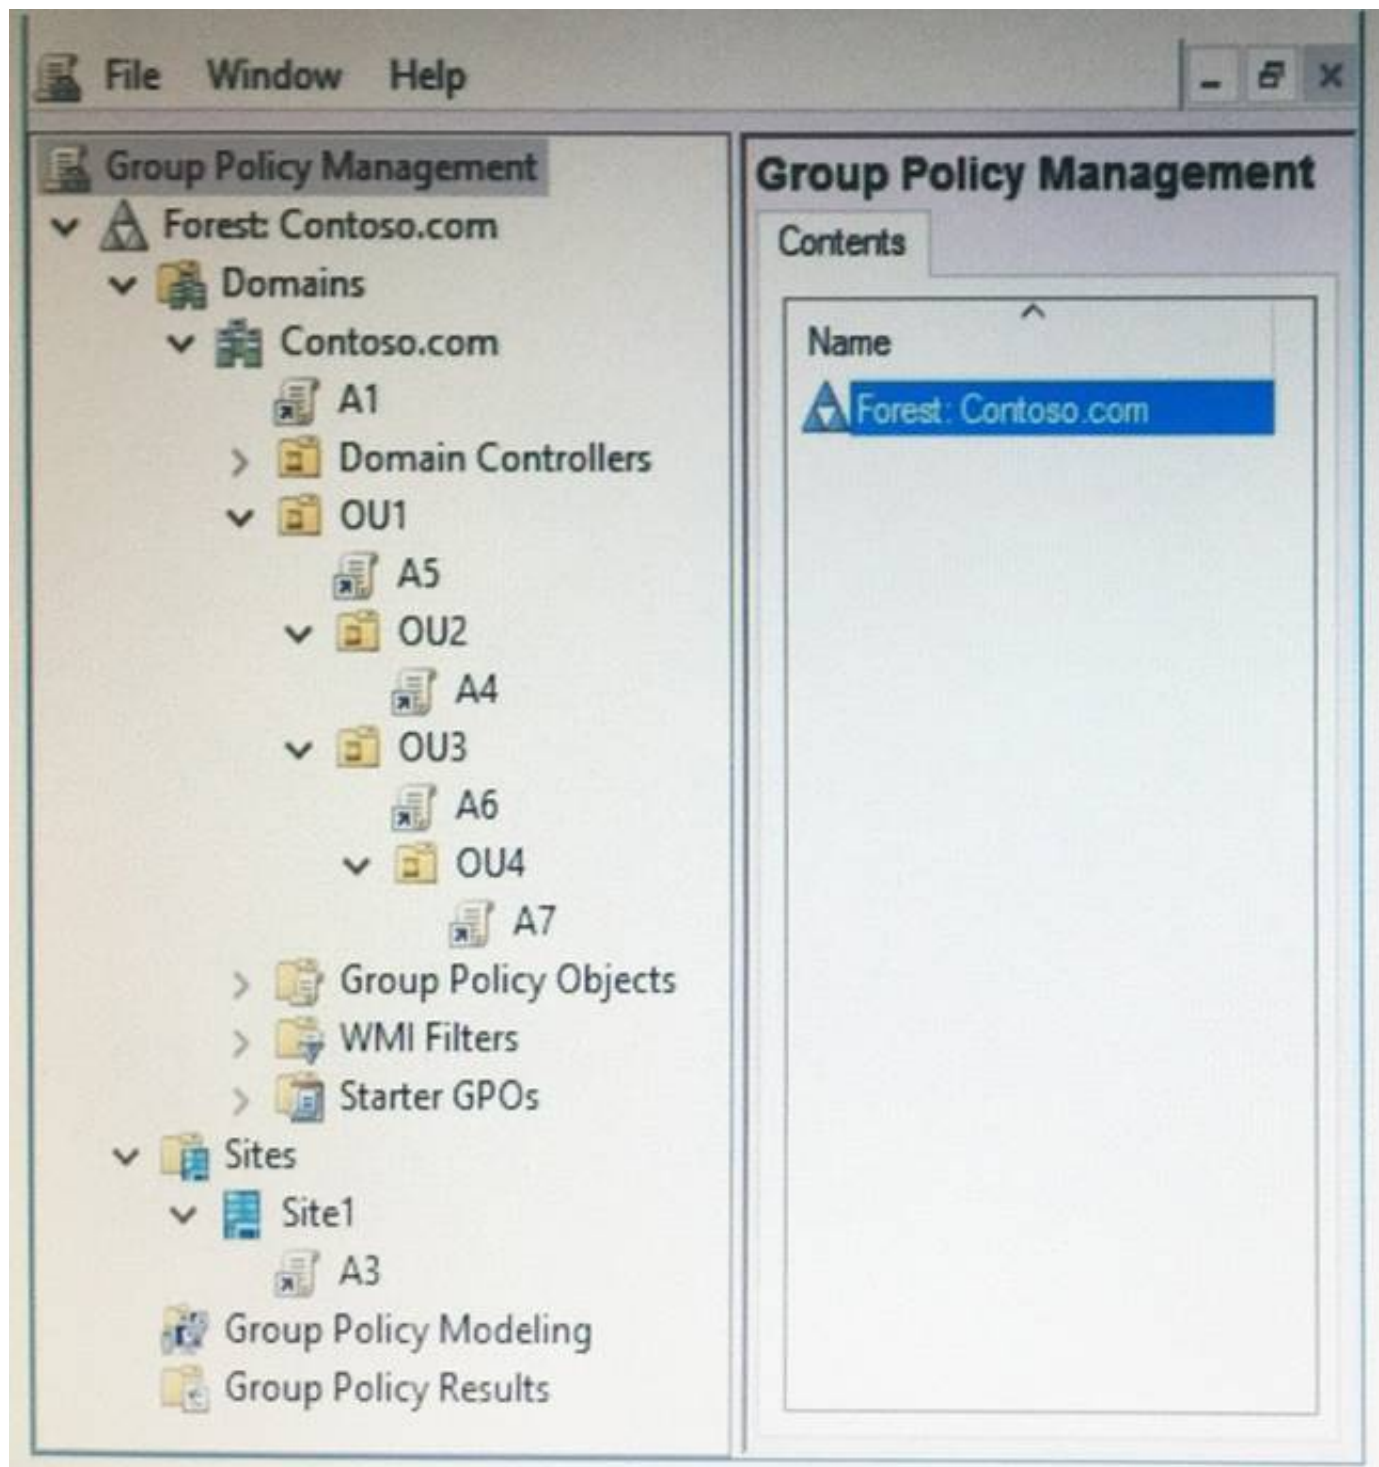 File Window Help
Group Policy Management
Forest: Contoso.com
Domains
Contoso.com
A1
Domain Controllers
OU1
A5
OU2
A4
OU3
A6
OU4
A7
Group Policy Objects
WMI Filters
Starter GPOs
Sites
Site1
A3
Group Policy Modeling
Group Policy Results
Group Policy Management
Contents
Name
Forest: Contoso.com